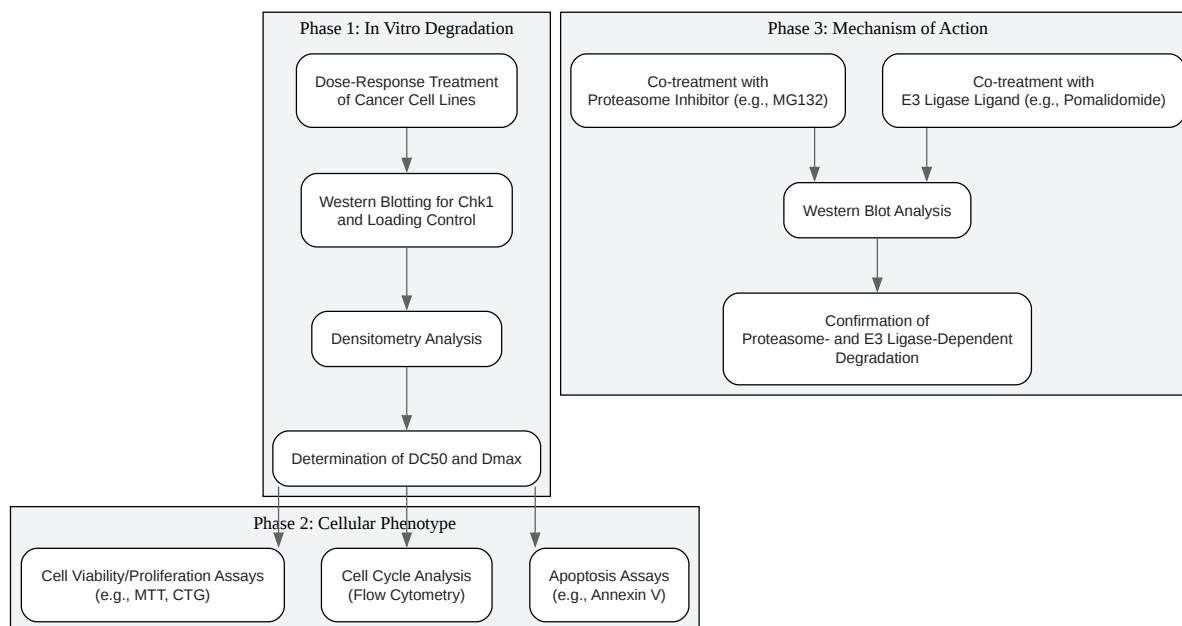 Phase 1: In Vitro Degradation
Dose-Response Treatment
of Cancer Cell Lines
Western Blotting for Chk1
and Loading Control
Densitometry Analysis
Determination of DC50 and Dmax
Phase 2: Cellular Phenotype
Cell Viability/Proliferation Assays
(e.g., MTT, CTG)
Cell Cycle Analysis
(Flow Cytometry)
Apoptosis Assays
(e.g., Annexin V)
Phase 3: Mechanism of Action
Co-treatment with
Proteasome Inhibitor (e.g., MG132)
Co-treatment with
E3 Ligase Ligand (e.g., Pomalidomide)
Western Blot Analysis
Confirmation of
Proteasome- and E3 Ligase-Dependent
Degradation